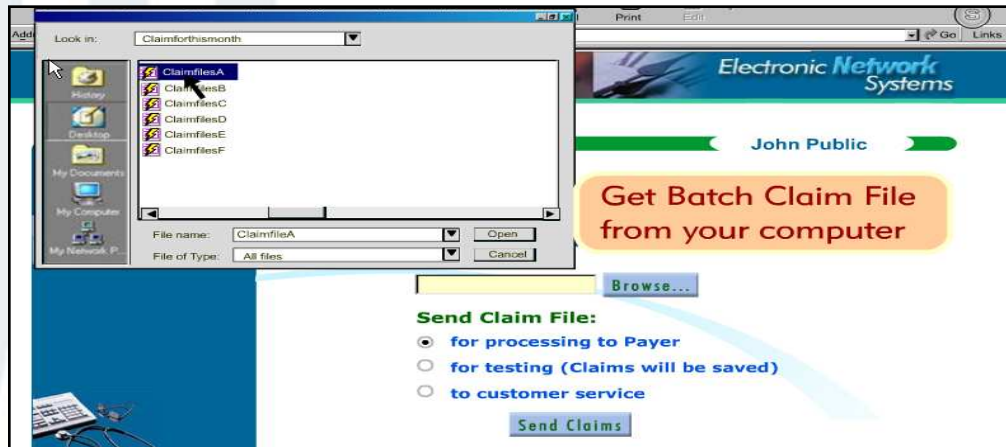 Print Edit
Go Links
Look in: Claimforthismonth
History
Desktop
My Documents
My Computer
My Network P...
ClaimfilesA
ClaimfilesC
ClaimfilesD
ClaimfilesE
ClaimfilesF
File name: ClaimfileA Open
File of Type: All files Cancel
Electronic Network
Systems
John Public
Get Batch Claim File
from your computer
Browse...
Send Claim File:
for processing to Payer
for testing (Claims will be saved)
to customer service
Send Claims